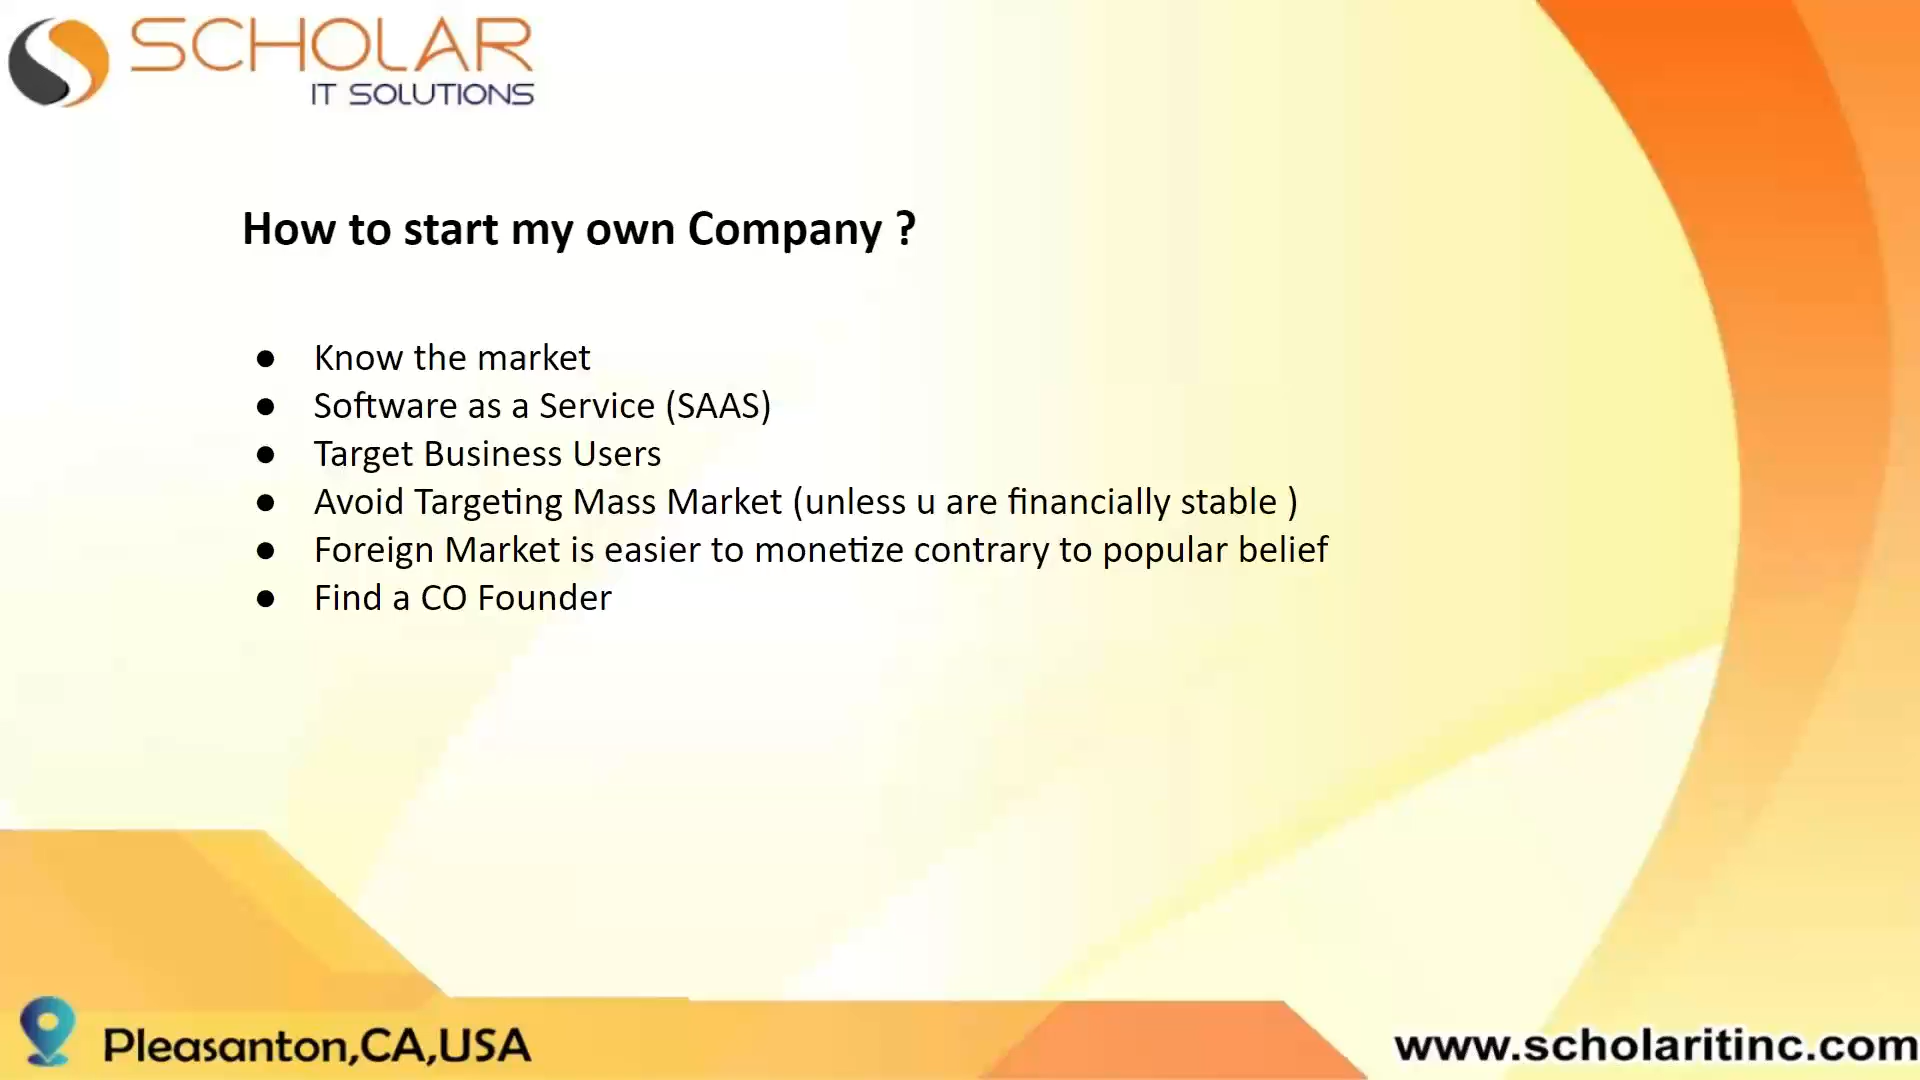 SCHOLAR
IT SOLUTIONS
How to start my own Company ?
● Know the market
● Software as a Service (SAAS)
● Target Business Users
● Avoid Targeting Mass Market (unless u are financially stable )
● Foreign Market is easier to monetize contrary to popular belief
● Find a CO Founder
Pleasanton,CA,USA
www.scholaritinc.com